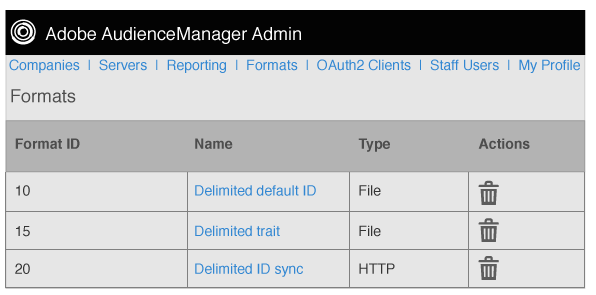 Adobe AudienceManager Admin
Companies | Servers | Reporting | Formats | OAuth2 Clients | Staff Users | My Profile
Formats
Format ID Name Type Actions
10 Delimited default ID File
15 Delimited trait File
20 Delimited ID sync HTTP